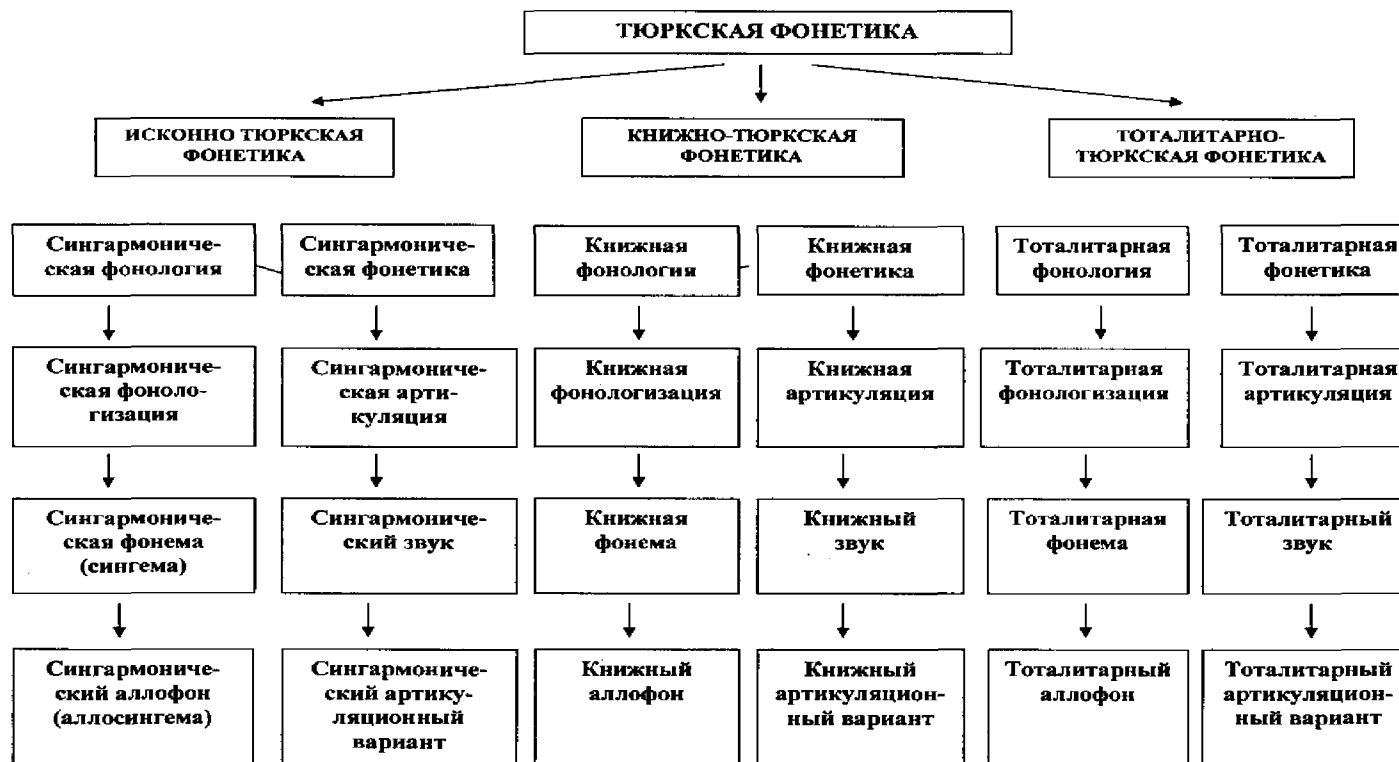 ТЮРКСКАЯ ФОНЕТИКА
ИСКОННО ТЮРКСКАЯ
ФОНЕТИКА
КНИЖНО-ТЮРКСКАЯ
ФОНЕТИКА
ТОТАЛИТАРНО-
ТЮРКСКАЯ ФОНЕТИКА
Сингармониче-
ская фонология
Сингармониче-
ская фонетика
Книжная
фонология
Книжная
фонетика
Тоталитарная
фонология
Тоталитарная
фонетика
Сингармониче-
ская фоноло-
гизация
Сингармониче-
ская арти-
куляция
Книжная
фонологизация
Книжная
артикуляция
Тоталитарная
фонологизация
Тоталитарная
артикуляция
Сингармониче-
ская фонема
(сингема)
Сингармониче-
ский звук
Книжная
фонема
Книжный
звук
Тоталитарная
фонема
Тоталитарный
звук
Сингармониче-
ский аллофон
(аллосингема)
Сингармониче-
ский артику-
ляционный
вариант
Книжный
аллофон
Книжный
артикуляцион-
ный вариант
Тоталитарный
аллофон
Тоталитарный
артикуляцион-
ный вариант